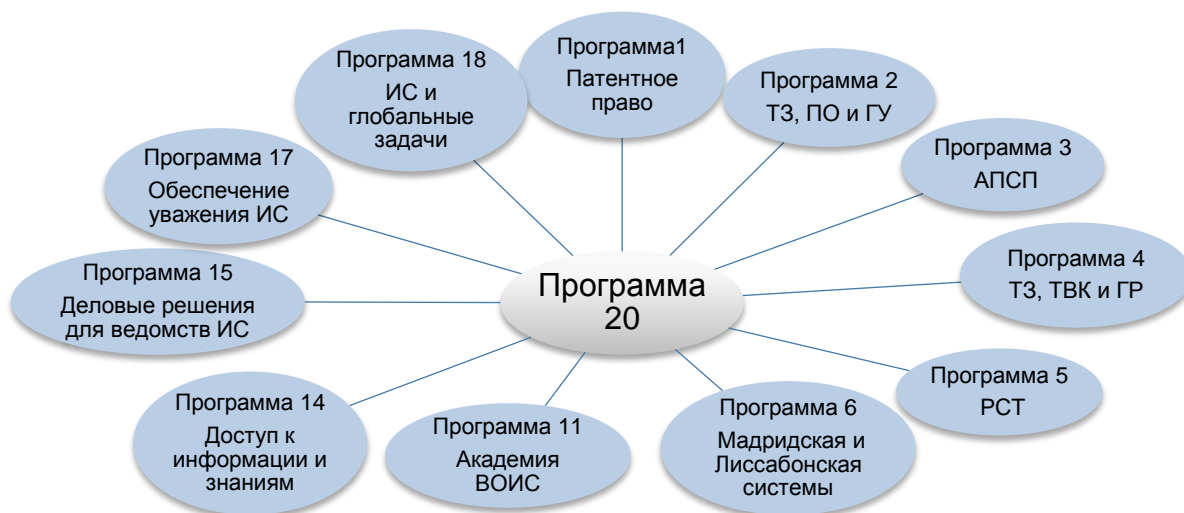 Программа1
Патентное
право
Программа 2
ТЗ, ПО и ГУ
Программа 3
АПСП
Программа 4
ТЗ, ТВК и ГР
Программа 5
РСТ
Программа 6
Мадридская и
Лиссабонская
системы
Программа 11
Академия
ВОИС
Программа 14
Доступ к
информации и
знаниям
Программа 15
Деловые решения
для ведомств ИС
Программа 17
Обеспечение
уважения ИС
Программа 18
ИС и
глобальные
задачи
Программа
20